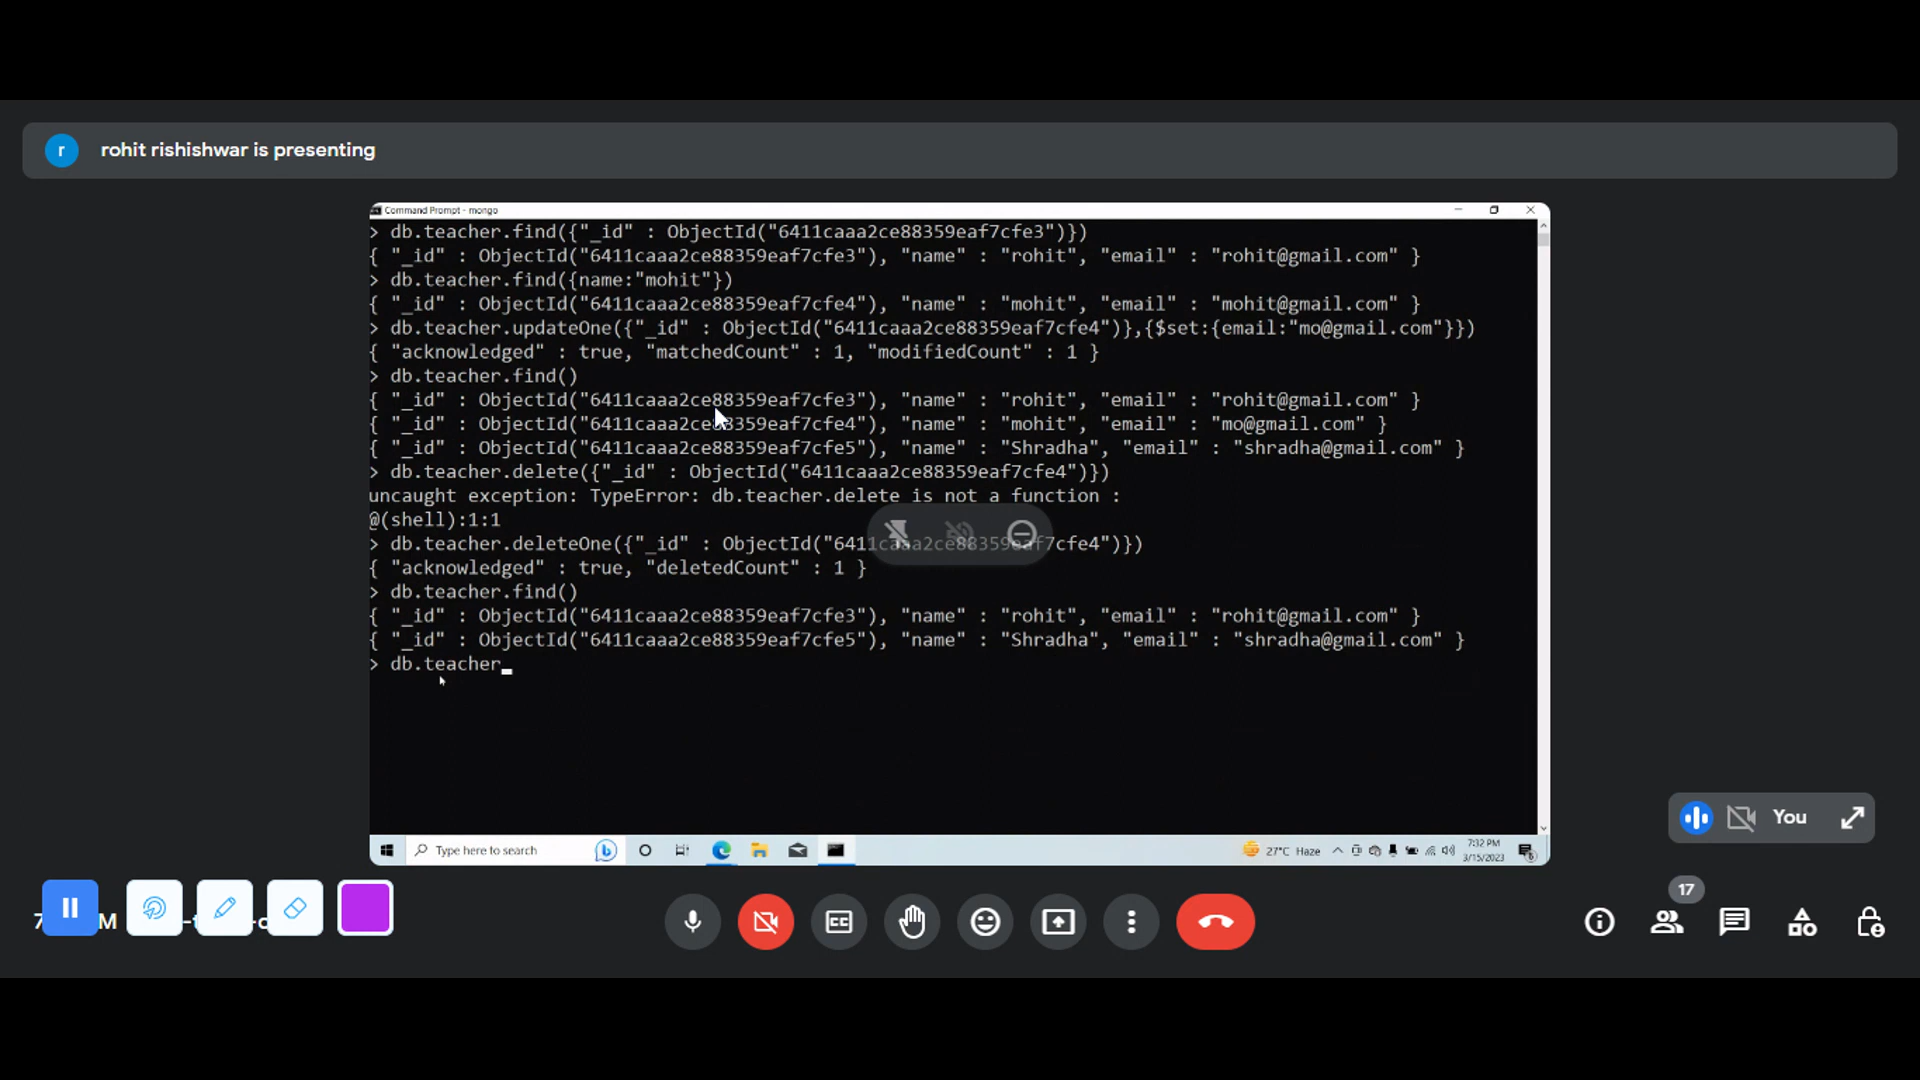 r
rohit rishishwar is presenting
Command Prompt - mongo
> db.teacher.find({"_id" : ObjectId("6411caaa2ce88359eaf7cfe3")})
{ "_id" : ObjectId("6411caaa2ce88359eaf7cfe3"), "name" : "rohit", "email" : "rohit@gmail.com" }
> db.teacher.find({name:"mohit"})
{ "_id" : ObjectId("6411caaa2ce88359eaf7cfe4"), "name" : "mohit", "email" : "mohit@gmail.com" }
> db.teacher.updateOne({"_id" : ObjectId("6411caaa2ce88359eaf7cfe4")},{$set:{email:"mo@gmail.com"}})
{ "acknowledged" : true, "matchedCount" : 1, "modifiedCount" : 1 }
> db.teacher.find()
{ "_id" : ObjectId("6411caaa2ce88359eaf7cfe3"), "name" : "rohit", "email" : "rohit@gmail.com" }
{ "_id" : ObjectId("6411caaa2ce88359eaf7cfe4"), "name" : "mohit", "email" : "mo@gmail.com" }
{ "_id" : ObjectId("6411caaa2ce88359eaf7cfe5"), "name" : "Shradha", "email" : "shradha@gmail.com" }
> db.teacher.delete({"_id" : ObjectId("6411caaa2ce88359eaf7cfe4")})
uncaught exception: TypeError: db.teacher.delete is not a function :
@(shell):1:1
> db.teacher.deleteOne({"_id" : ObjectId("6411caaa2ce88359eaf7cfe4")})
{ "acknowledged" : true, "deletedCount" : 1 }
> db.teacher.find()
{ "_id" : ObjectId("6411caaa2ce88359eaf7cfe3"), "name" : "rohit", "email" : "rohit@gmail.com" }
{ "_id" : ObjectId("6411caaa2ce88359eaf7cfe5"), "name" : "Shradha", "email" : "shradha@gmail.com" }
> db.teacher_
You
Type here to search
27°C Haze
7:32 PM
3/15/2023
17